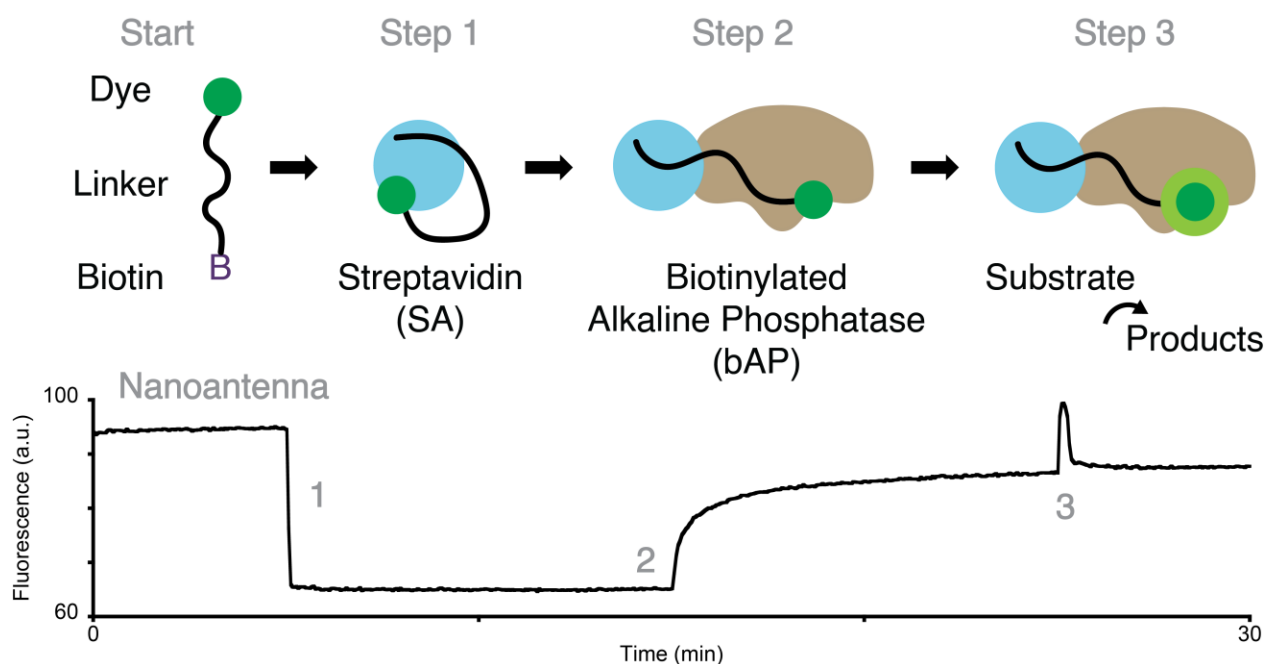 Start
Step 1
Step 2
Step 3
Dye
Linker
Biotin
B
Streptavidin
(SA)
Biotinylated
Alkaline Phosphatase
(bAP)
Substrate
Products
Nanoantenna
Fluorescence (a.u.)
100
60
1
2
3
0
30
Time (min)